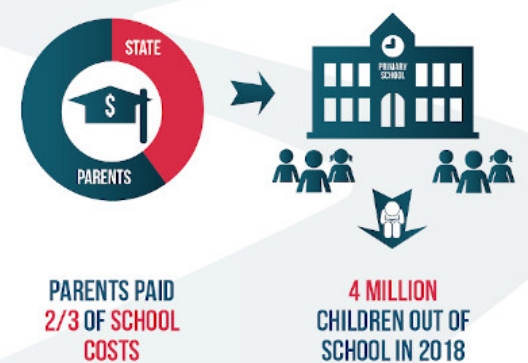 STATE
$
PARENTS
PRIMARY
SCHOOL
PARENTS PAID
2/3 OF SCHOOL
COSTS
4 MILLION
CHILDREN OUT OF
SCHOOL IN 2018